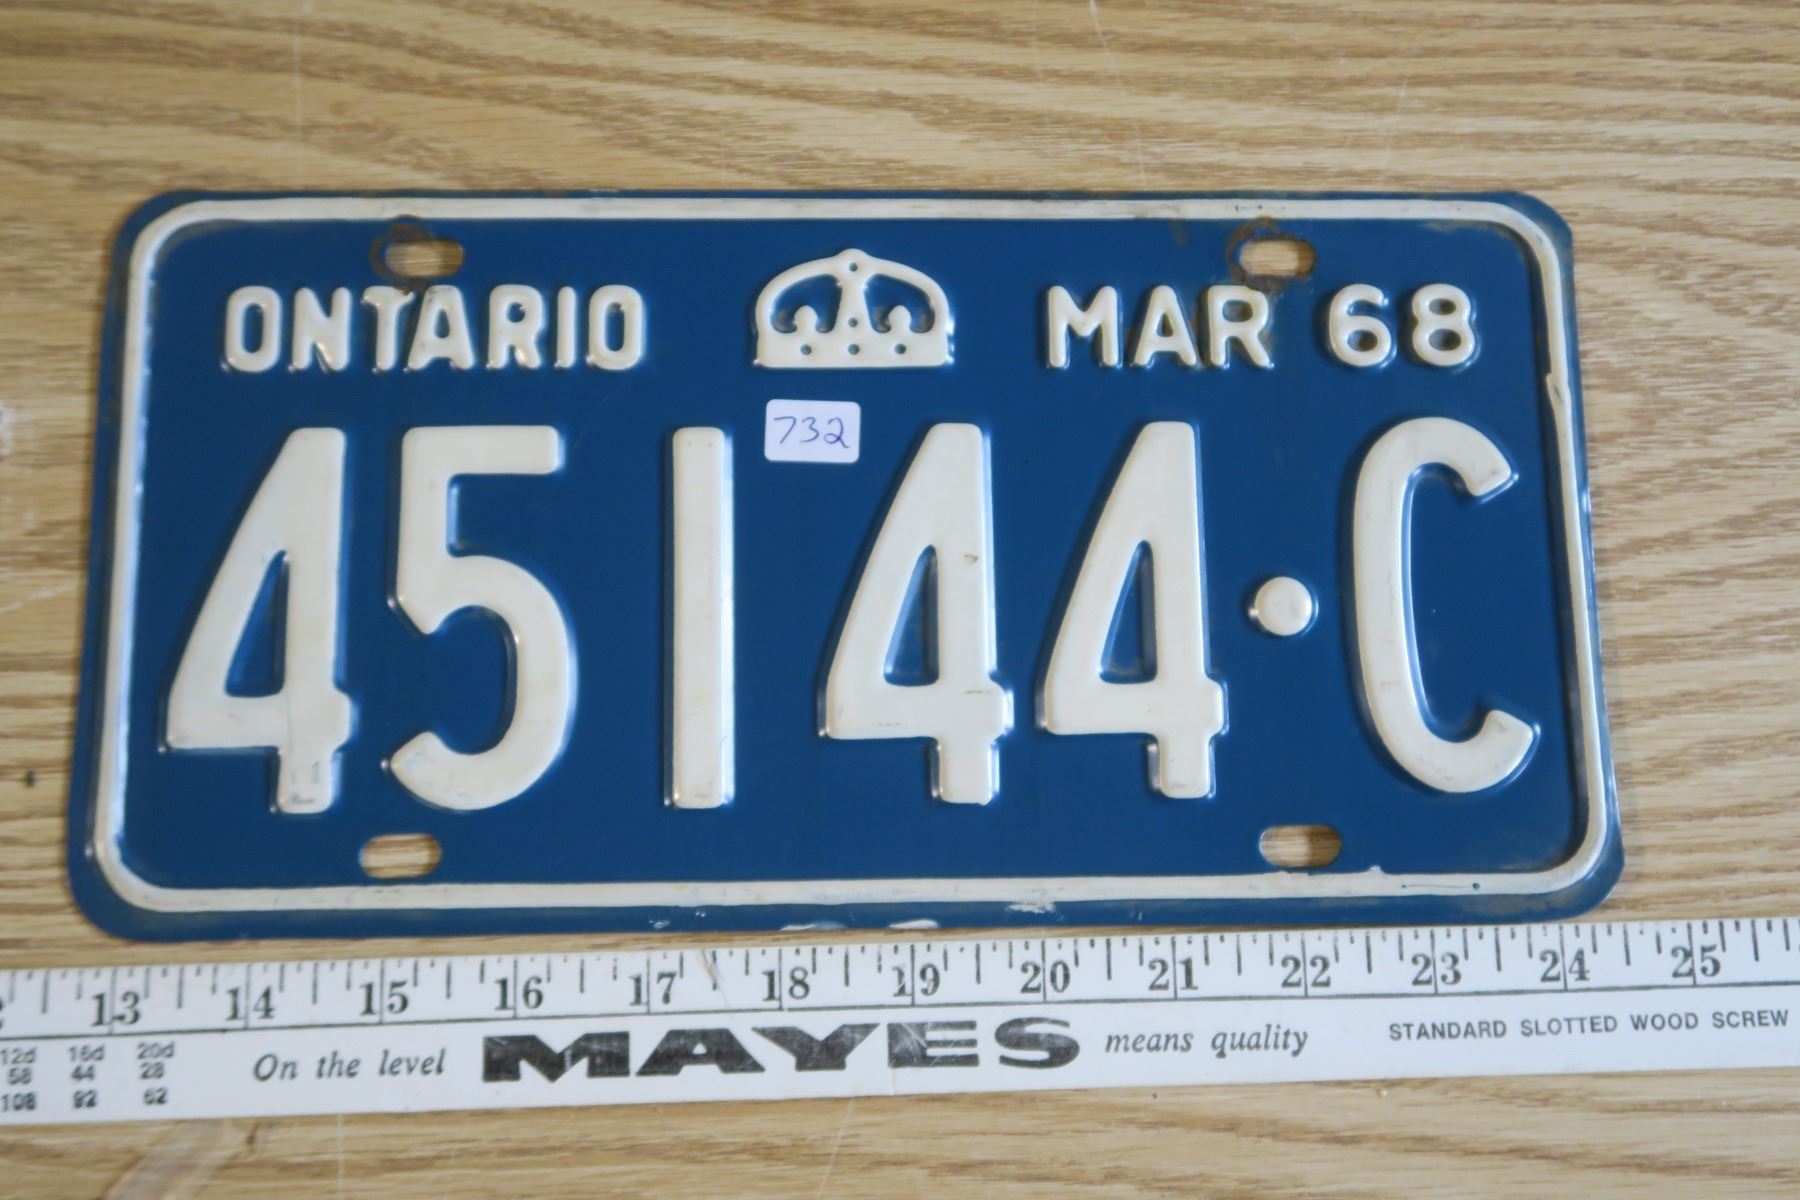 ONTARIO MAR 68
732
45144·C
13 14 15 16 17 18 19 20 21 22 23 24 25
12d 16d 20d
58 44 28
108 92 62
On the level MAYES means quality STANDARD SLOTTED WOOD SCREW